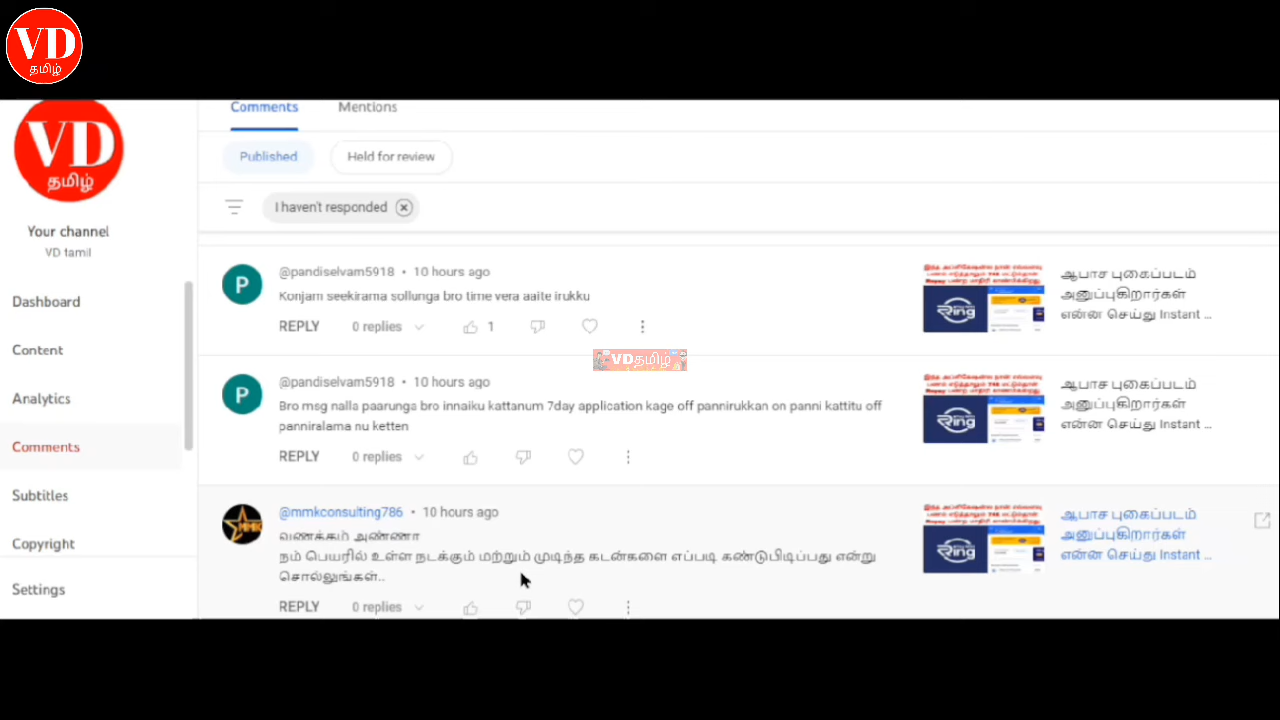 VD
தமிழ்
VD
தமிழ்
Your channel
VD tamil
Dashboard
Content
Analytics
Comments
Subtitles
Copyright
Settings
Comments
Mentions
Published
Held for review
I haven't responded
@pandiselvam5918 • 10 hours ago
Konjam seekirama sollunga bro time vera aaite irukku
REPLY 0 replies 1
ஆபாச புகைப்படம்
அனுப்புகிறார்கள்
என்ன செய்து Instant ...
VDதமிழ்
@pandiselvam5918 • 10 hours ago
Bro msg nalla paarunga bro innaiku kattanum 7day application kage off pannirukkan on panni kattitu off
panniralama nu ketten
REPLY 0 replies
Ring
ஆபாச புகைப்படம்
அனுப்புகிறார்கள்
என்ன செய்து Instant ...
MMK
@mmkconsulting786 • 10 hours ago
வணக்கம் அண்ணா
நம் பெயரில் உள்ள நடக்கும் மற்றும் முடிந்த கடன்களை எப்படி கண்டுபிடிப்பது என்று
சொல்லுங்கள்..
REPLY 0 replies
Ring
ஆபாச புகைப்படம்
அனுப்புகிறார்கள்
என்ன செய்து Instant ...